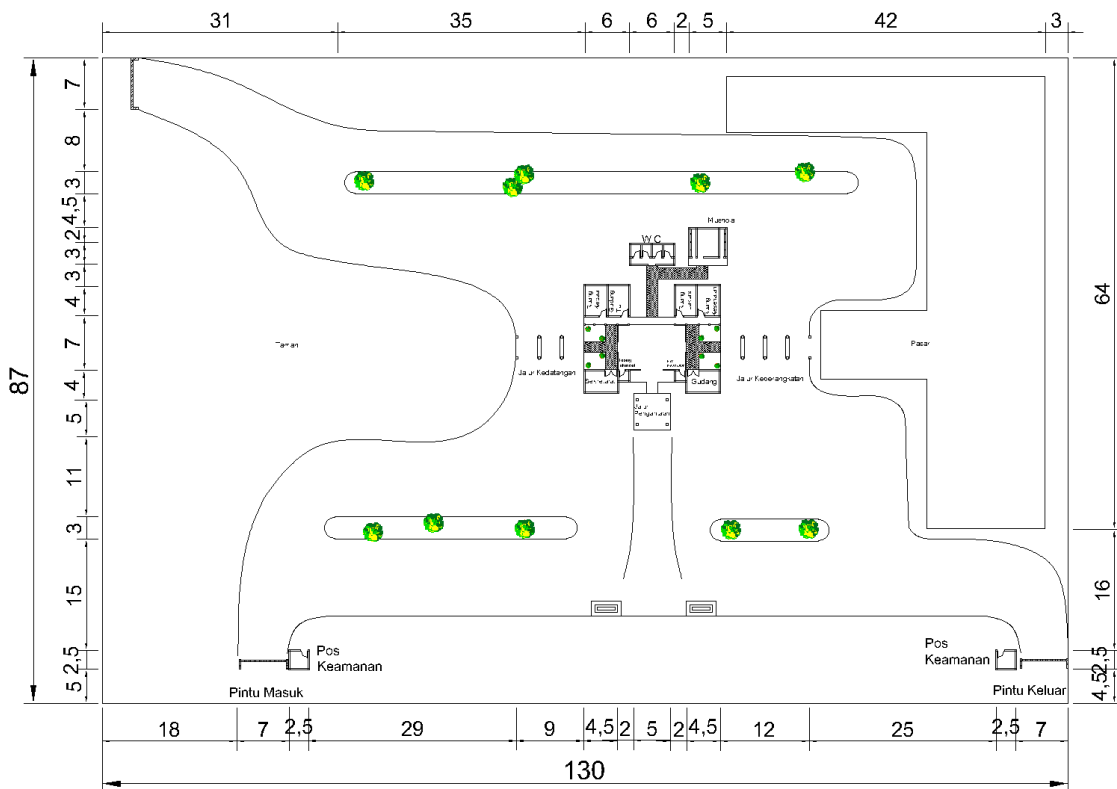 31 35 6 6 2 5 42 3
7
8
3
4,5
2
3
3
4
7
4
5
11
3
15
2,5
5
87
WC
Taman
Jalur Kedatangan
Jalur Keberangkatan
Pasar
Gudang
Jalur
Pos
Keamanan
Pintu Masuk
Pos
Keamanan
Pintu Keluar
64
16
2,5
4,5
18 7 2,5 29 9 4,5 2 5 2 4,5 12 25 2,5 7
130